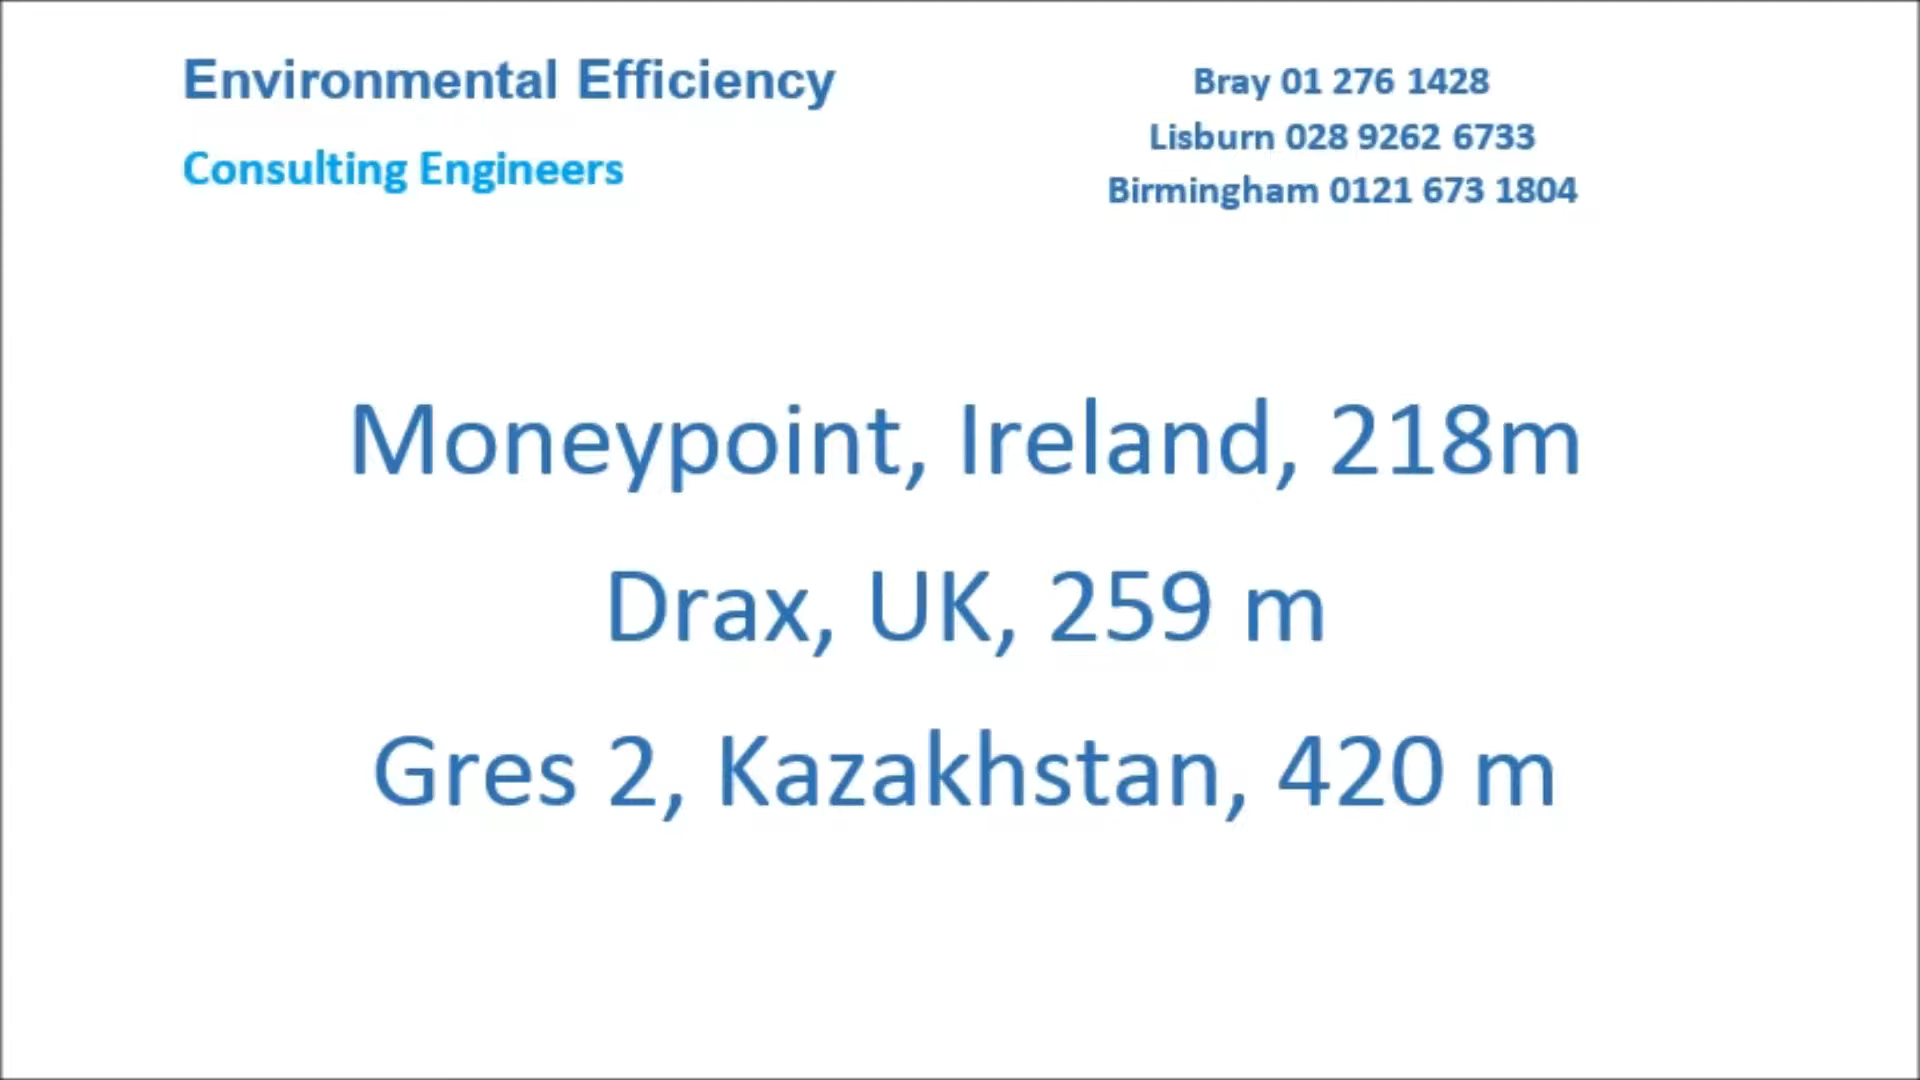 Environmental Efficiency
Consulting Engineers
Bray 01 276 1428
Lisburn 028 9262 6733
Birmingham 0121 673 1804
Moneypoint, Ireland, 218m
Drax, UK, 259 m
Gres 2, Kazakhstan, 420 m